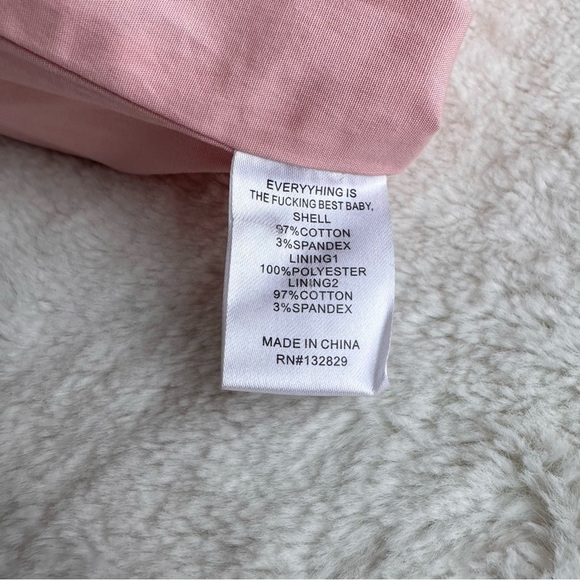 EVERYYHING IS
THE FUCKING BEST BABY.
SHELL
97%COTTON
3%SPANDEX
LINING1
100%POLYESTER
LINING2
97%COTTON
3%SPANDEX
MADE IN CHINA
RN#132829